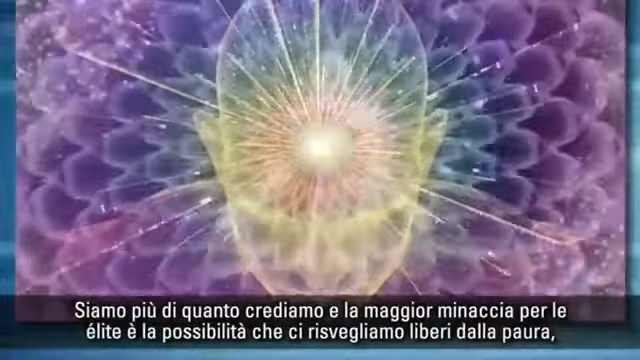 Siamo più di quanto crediamo e la maggior minaccia per le
élite è la possibilità che ci risvegliamo liberi dalla paura,